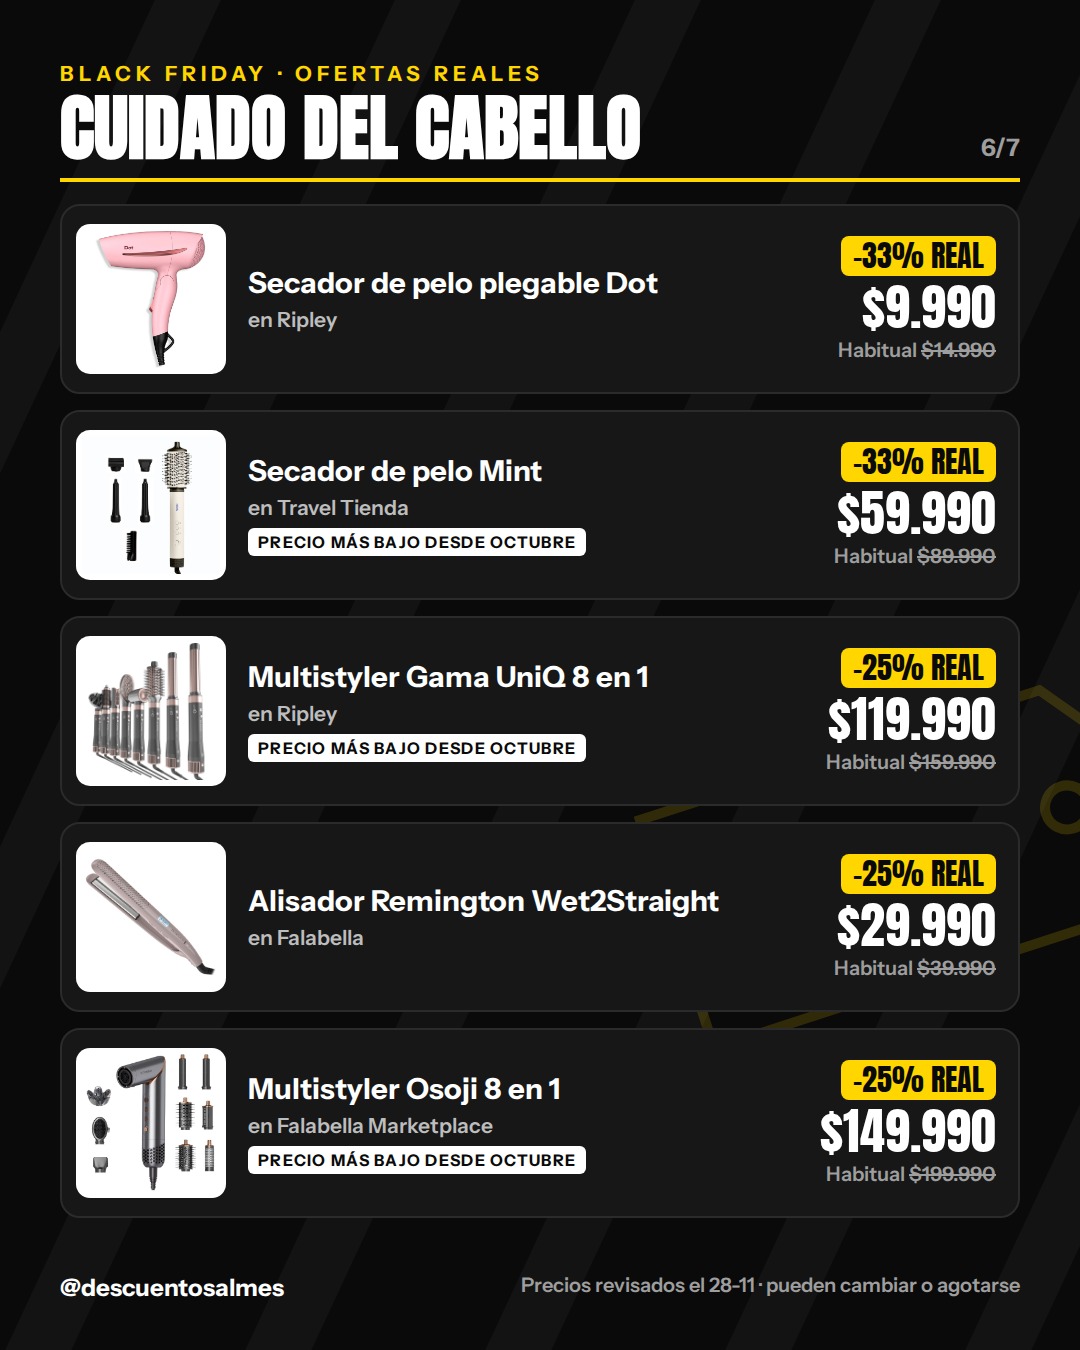 BLACK FRIDAY · OFERTAS REALES
CUIDADO DEL CABELLO
6/7
Secador de pelo plegable Dot
en Ripley
-33% REAL
$9.990
Habitual $14.990
Secador de pelo Mint
en Travel Tienda
PRECIO MÁS BAJO DESDE OCTUBRE
-33% REAL
$59.990
Habitual $89.990
Multistyler Gama UniQ 8 en 1
en Ripley
PRECIO MÁS BAJO DESDE OCTUBRE
-25% REAL
$119.990
Habitual $159.990
Alisador Remington Wet2Straight
en Falabella
-25% REAL
$29.990
Habitual $39.990
Multistyler Osoji 8 en 1
en Falabella Marketplace
PRECIO MÁS BAJO DESDE OCTUBRE
-25% REAL
$149.990
Habitual $199.990
@descuentosalmes
Precios revisados el 28-11 · pueden cambiar o agotarse